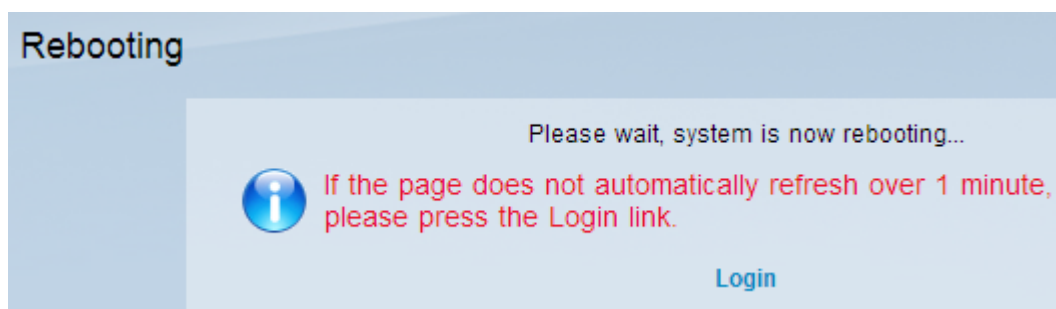 Rebooting
Please wait, system is now rebooting...
If the page does not automatically refresh over 1 minute,
please press the Login link.
Login